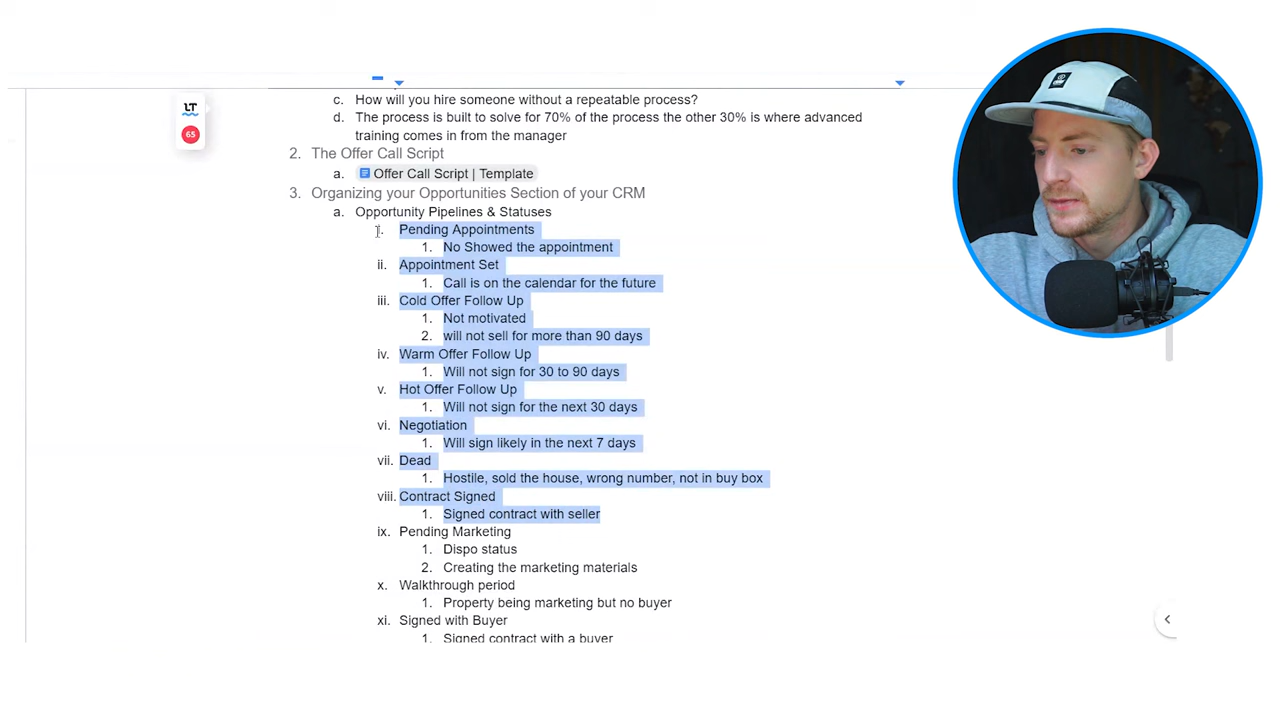 LT
65
c. How will you hire someone without a repeatable process?
d. The process is built to solve for 70% of the process the other 30% is where advanced
training comes in from the manager
2. The Offer Call Script
a. Offer Call Script | Template
3. Organizing your Opportunities Section of your CRM
a. Opportunity Pipelines & Statuses
i. Pending Appointments
1. No Showed the appointment
ii. Appointment Set
1. Call is on the calendar for the future
iii. Cold Offer Follow Up
1. Not motivated
2. will not sell for more than 90 days
iv. Warm Offer Follow Up
1. Will not sign for 30 to 90 days
v. Hot Offer Follow Up
1. Will not sign for the next 30 days
vi. Negotiation
1. Will sign likely in the next 7 days
vii. Dead
1. Hostile, sold the house, wrong number, not in buy box
viii. Contract Signed
1. Signed contract with seller
ix. Pending Marketing
1. Dispo status
2. Creating the marketing materials
x. Walkthrough period
1. Property being marketing but no buyer
xi. Signed with Buyer
1. Signed contract with a buyer